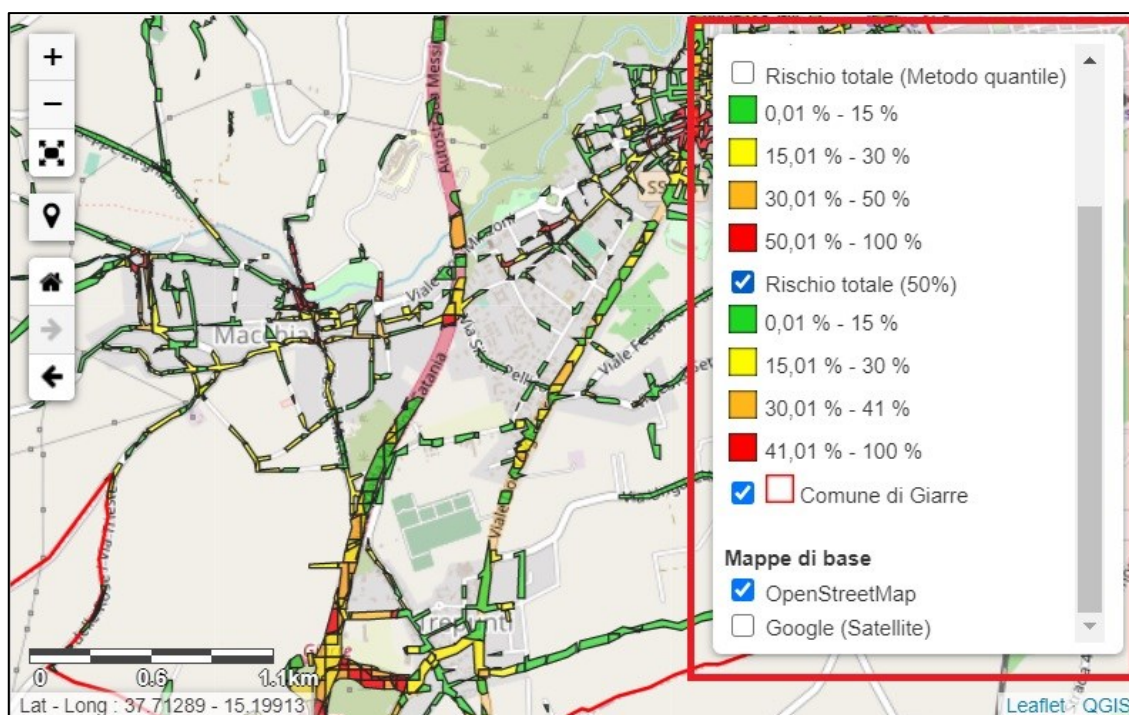 +
−
Autostrada Messi
Viale
Macchia
Via S
Pell
Viale Fede
Catania
Trepunti
0 0.6 1.1km
Lat - Long : 37.71289 - 15.19913
Rischio totale (Metodo quantile)
0,01 % - 15 %
15,01 % - 30 %
30,01 % - 50 %
50,01 % - 100 %
Rischio totale (50%)
0,01 % - 15 %
15,01 % - 30 %
30,01 % - 41 %
41,01 % - 100 %
Comune di Giarre
Mappe di base
OpenStreetMap
Google (Satellite)
Leaflet QGIS